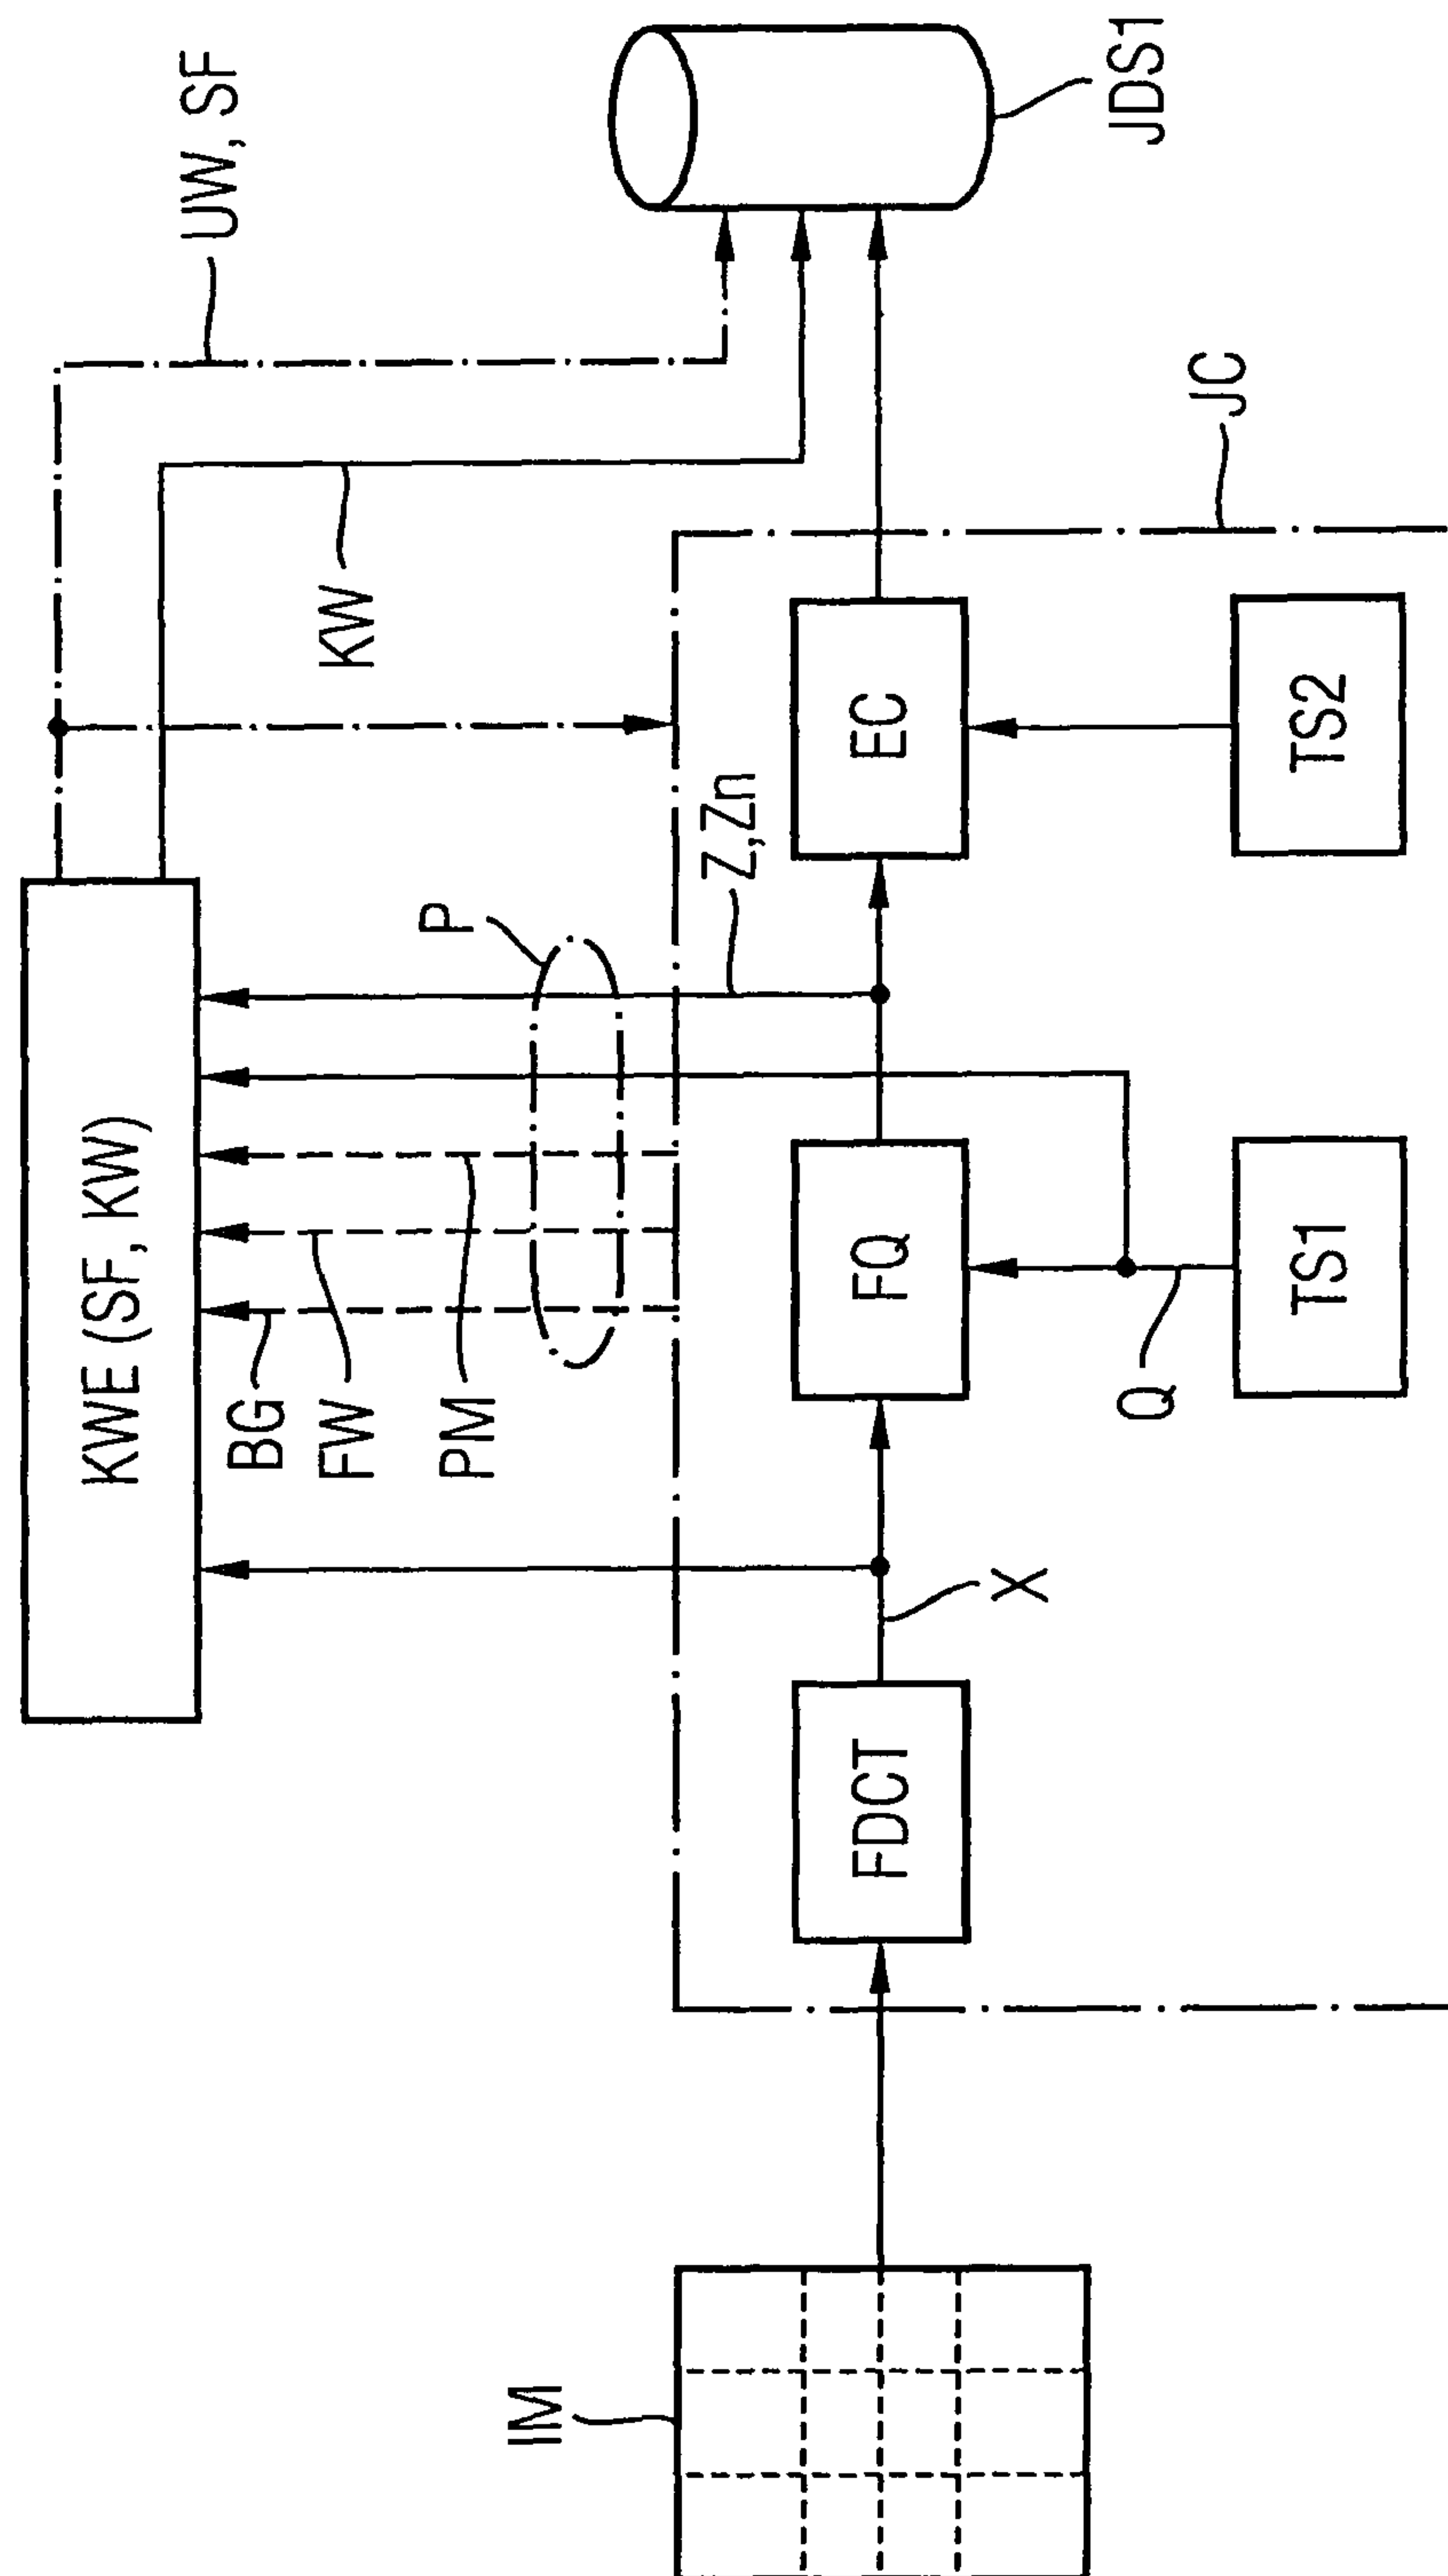 KWE (SF, KW)
UW, SF
KW
BG
FW
PM
P
Z,Zn
JDS1
JC
IM
FDCT
X
FQ
EC
Q
TS1
TS2